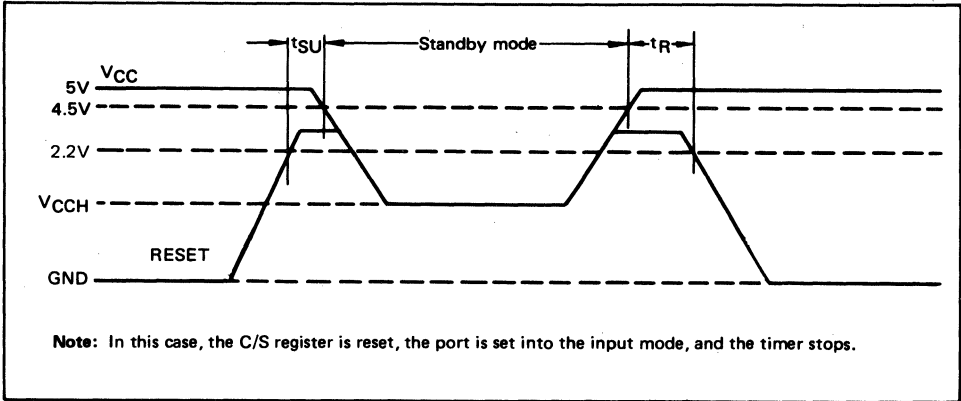 tSU Standby mode tR
VCC
5V
4.5V
2.2V
VCCH
RESET
GND
Note: In this case, the C/S register is reset, the port is set into the input mode, and the timer stops.